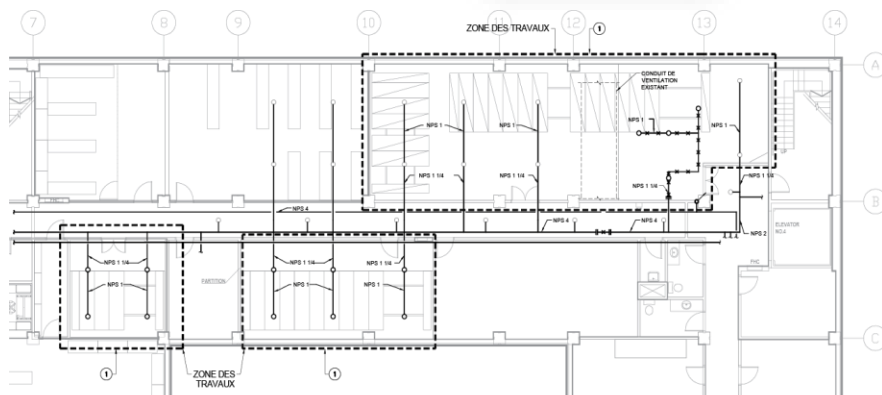 7
8
9
10
11
12
13
14
ZONE DES TRAVAUX
1
A
CONDUIT DE
VENTILATION
EXISTANT
NPS 1
NPS 1
NPS 1
NPS 1
NPS 1 1/4
NPS 1 1/4
NPS 1 1/4
NPS 1 1/4
UP
B
NPS 4
NPS 4
NPS 4
NPS 2
ELEVATOR
NO.4
NPS 1 1/4
NPS 1 1/4
NPS 1 1/4
FHC
PARTITION
NPS 1
NPS 1
NPS 1
C
1
ZONE DES
TRAVAUX
1